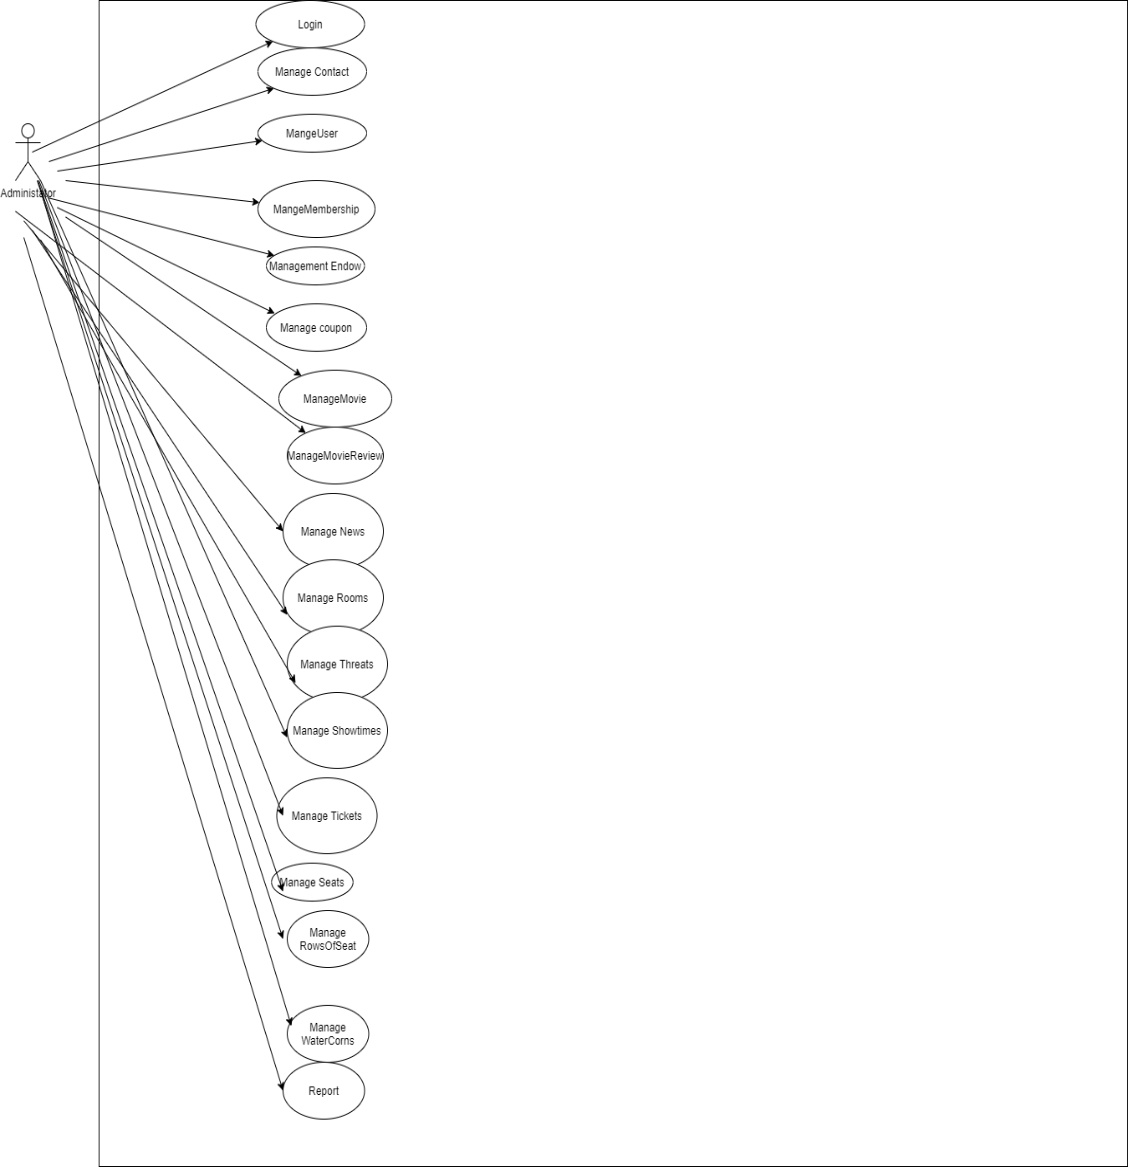 Login
Manage Contact
MangeUser
Administator
MangeMembership
Management Endow
Manage coupon
ManageMovie
ManageMovieReview
Manage News
Manage Rooms
Manage Threats
Manage Showtimes
Manage Tickets
Manage Seats
Manage
RowsOfSeat
Manage
WaterCorns
Report